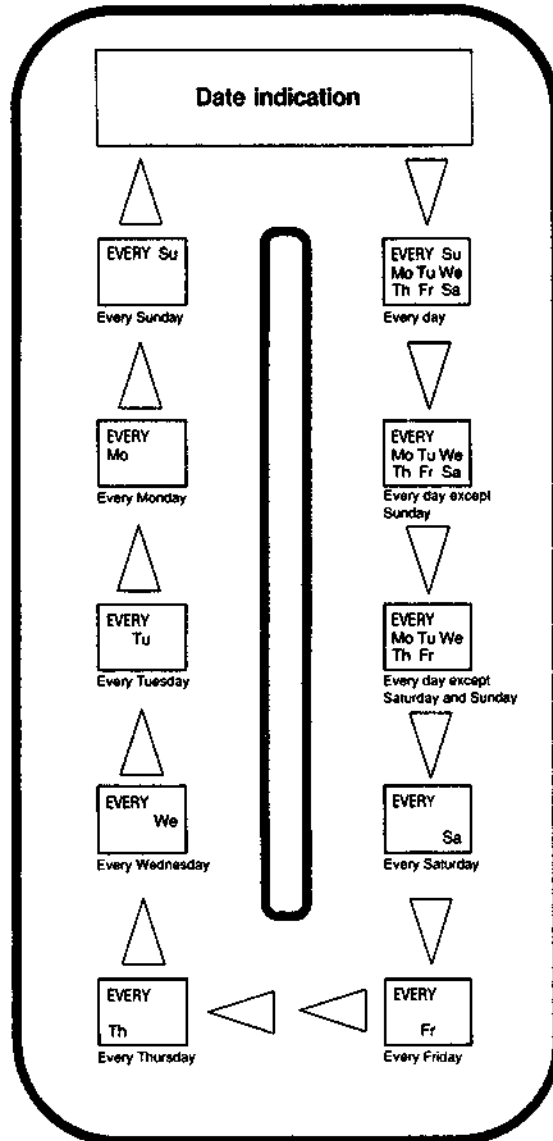 Date indication
EVERY Su
Every Sunday
EVERY
Mo
Every Monday
EVERY
Tu
Every Tuesday
EVERY
We
Every Wednesday
EVERY
Th
Every Thursday
EVERY Su
Mo Tu We
Th Fr Sa
Every day
EVERY
Mo Tu We
Th Fr Sa
Every day except
Sunday
EVERY
Mo Tu We
Th Fr
Every day except
Saturday and Sunday
EVERY
Sa
Every Saturday
EVERY
Fr
Every Friday